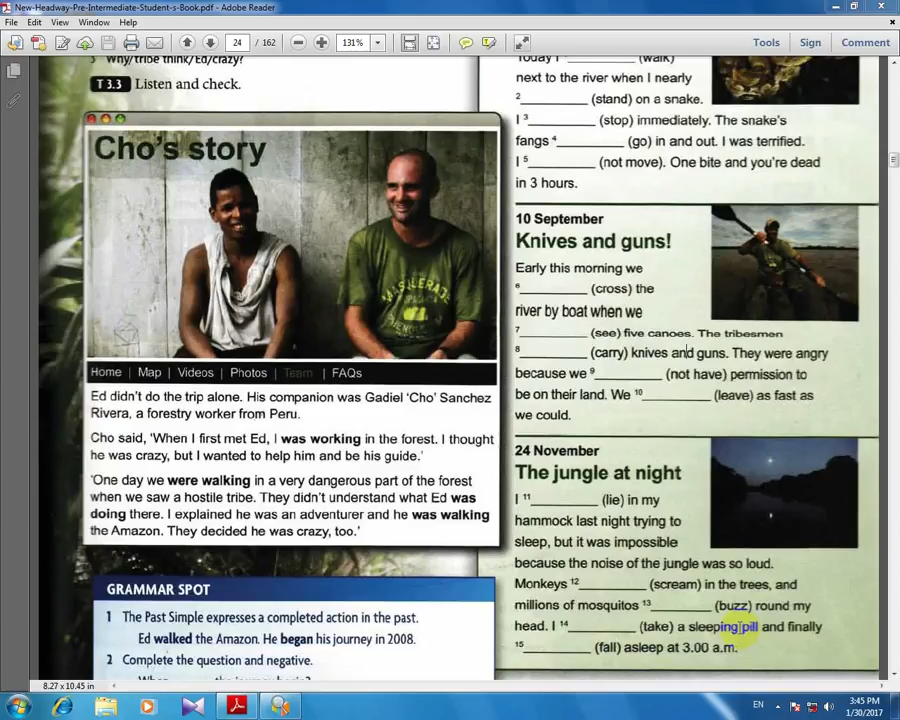 New-Headway-Pre-Intermediate-Student-s-Book.pdf - Adobe Reader
File Edit View Window Help
24 / 162 131% Tools Sign Comment
3 Why/tribe think/Ed/crazy?
T 3.3 Listen and check.
Cho's story
Home Map Videos Photos Team FAQs
Ed didn't do the trip alone. His companion was Gadiel 'Cho' Sanchez
Rivera, a forestry worker from Peru.
Cho said, 'When I first met Ed, I was working in the forest. I thought
he was crazy, but I wanted to help him and be his guide.'
'One day we were walking in a very dangerous part of the forest
when we saw a hostile tribe. They didn't understand what Ed was
doing there. I explained he was an adventurer and he was walking
the Amazon. They decided he was crazy, too.'
GRAMMAR SPOT
1 The Past Simple expresses a completed action in the past.
Ed walked the Amazon. He began his journey in 2008.
2 Complete the question and negative.
Today I (walk)
next to the river when I nearly
2 (stand) on a snake.
I 3 (stop) immediately. The snake's
fangs 4 (go) in and out. I was terrified.
I 5 (not move). One bite and you're dead
in 3 hours.
10 September
Knives and guns!
Early this morning we
6 (cross) the
river by boat when we
7 (see) five canoes. The tribesmen
8 (carry) knives and guns. They were angry
because we 9 (not have) permission to
be on their land. We 10 (leave) as fast as
we could.
24 November
The jungle at night
I 11 (lie) in my
hammock last night trying to
sleep, but it was impossible
because the noise of the jungle was so loud.
Monkeys 12 (scream) in the trees, and
millions of mosquitos 13 (buzz) round my
head. I 14 (take) a sleeping pill and finally
15 (fall) asleep at 3.00 a.m.
8.27 x 10.45 in
EN 3:45 PM
1/30/2017